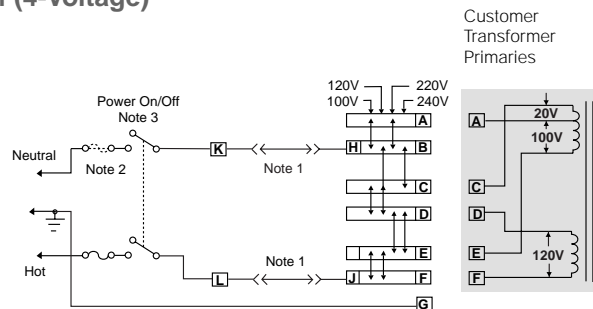 (4-Voltage)
Customer
Transformer
Primaries
120V 220V
100V 240V
Power On/Off
Note 3
A
A
20V
100V
Neutral
Note 2
K
Note 1
H
B
C
C
D
D
E
E
120V
Hot
Note 1
L
J
F
F
G